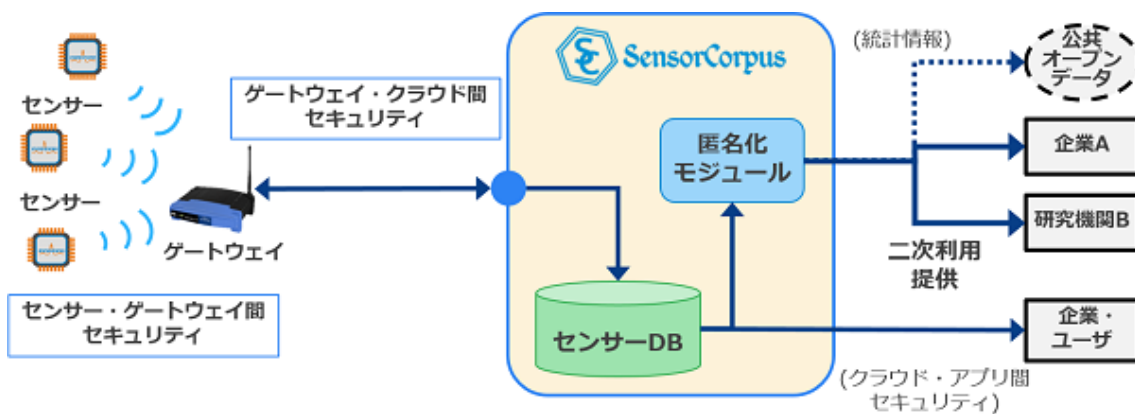 センサー
センサー
ゲートウェイ・クラウド間
セキュリティ
ゲートウェイ
センサー・ゲートウェイ間
セキュリティ
SensorCorpus
匿名化
モジュール
センサーDB
(統計情報)
公共
オープン
データ
企業A
研究機関B
二次利用
提供
企業・
ユーザ
(クラウド・アプリ間
セキュリティ)